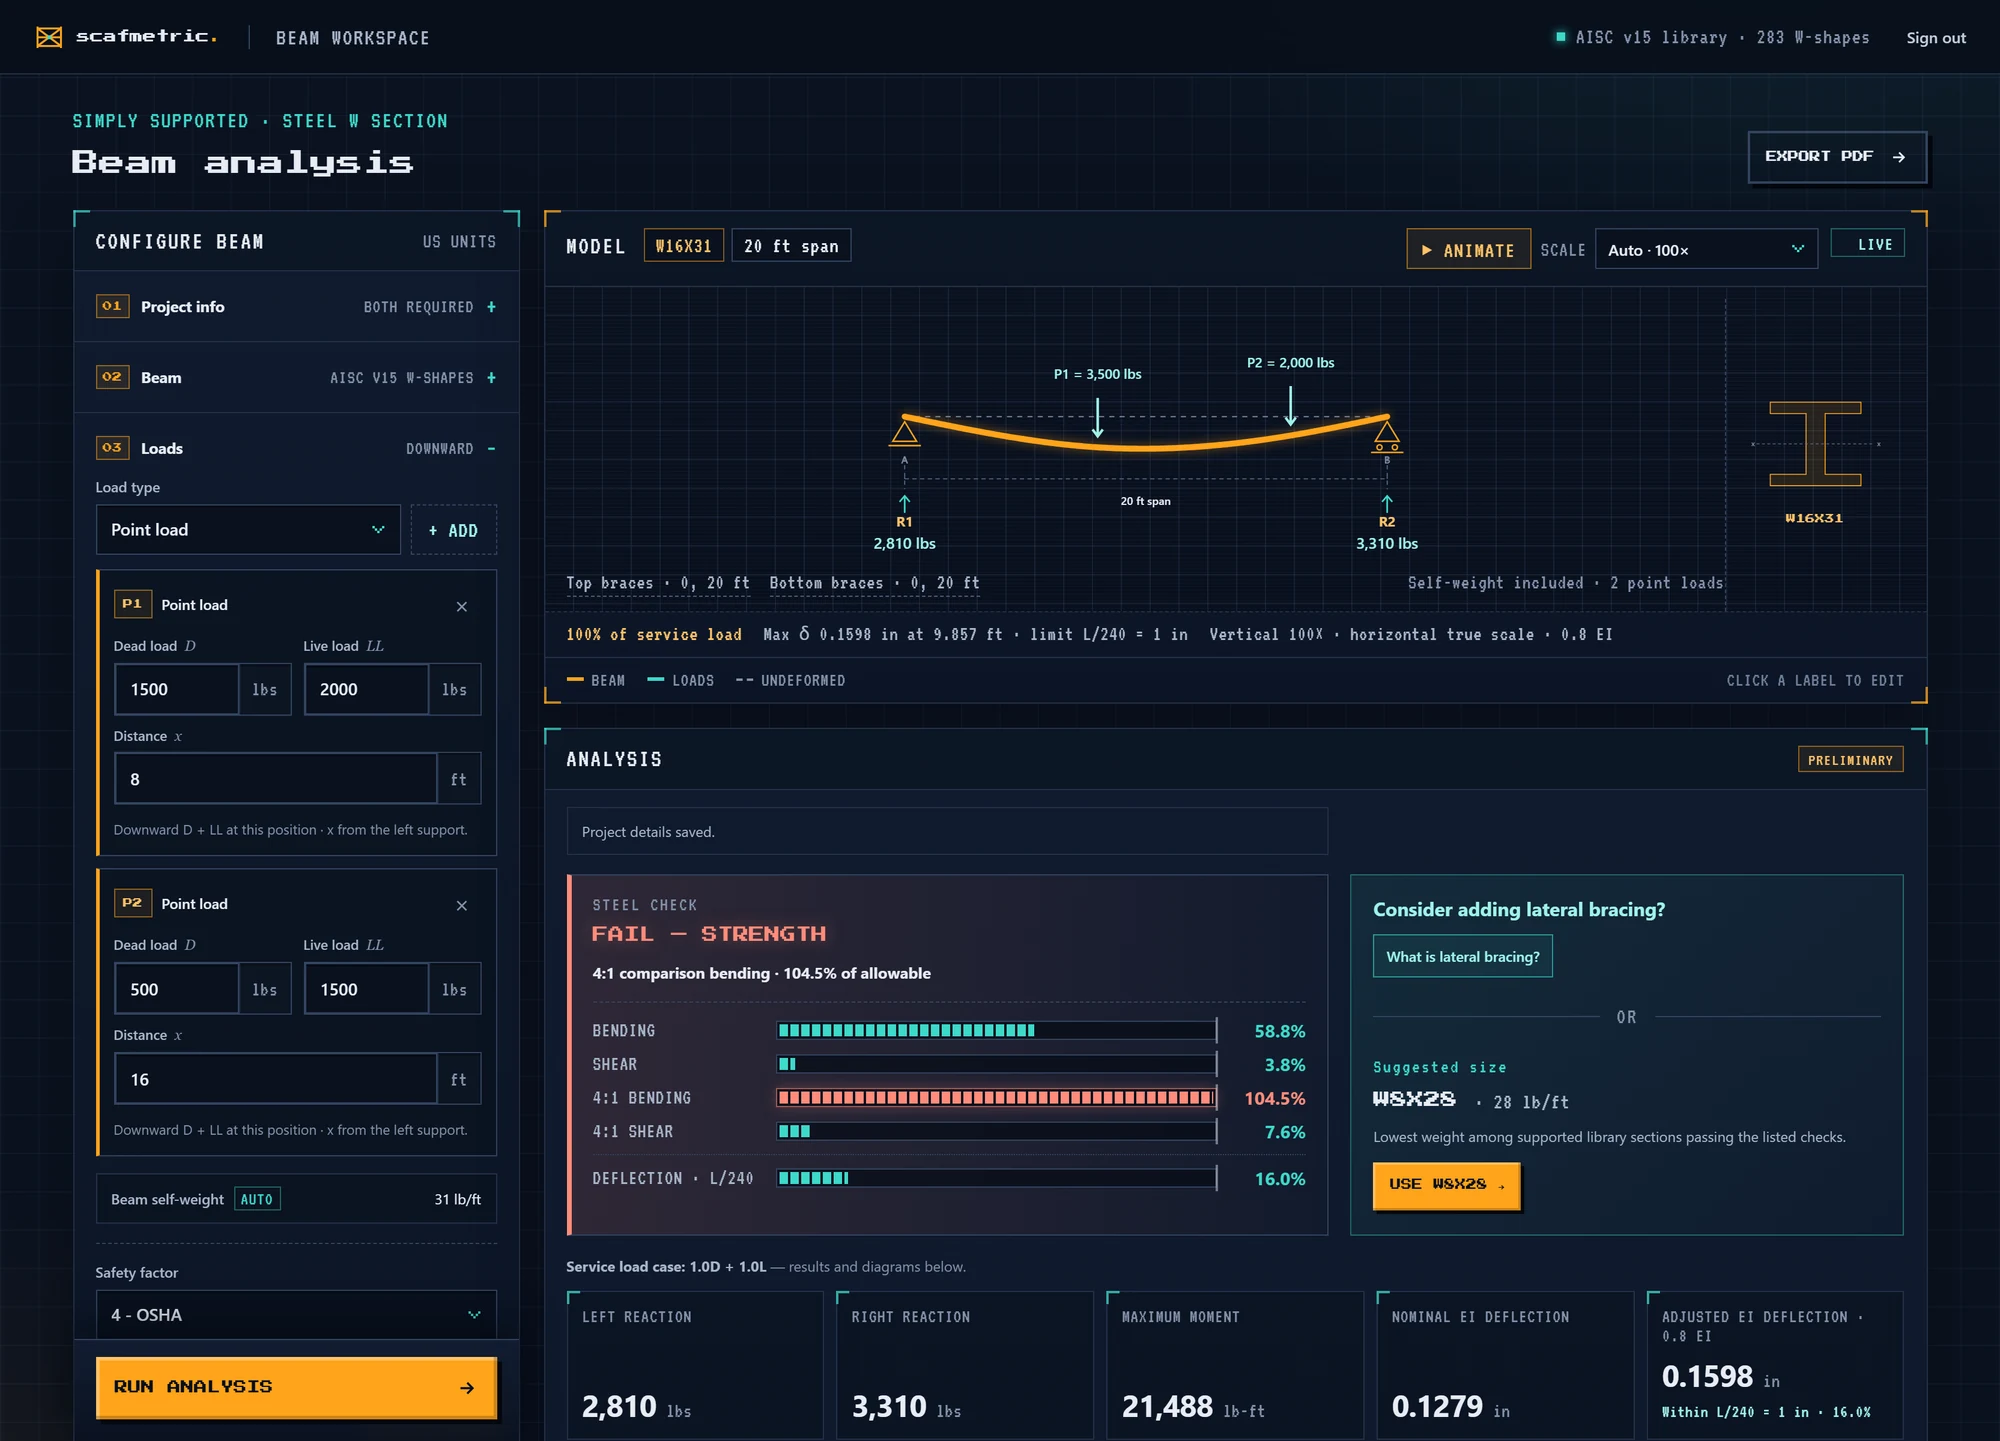 scafmetric.
BEAM WORKSPACE
AISC v15 library · 283 W-shapes
Sign out
SIMPLY SUPPORTED · STEEL W SECTION
Beam analysis
EXPORT PDF →
CONFIGURE BEAM
US UNITS
01 Project info BOTH REQUIRED +
02 Beam AISC V15 W-SHAPES +
03 Loads DOWNWARD -
Load type
Point load
+ ADD
P1 Point load ×
Dead load D Live load LL
1500 lbs 2000 lbs
Distance x
8 ft
Downward D + LL at this position · x from the left support.
P2 Point load ×
Dead load D Live load LL
500 lbs 1500 lbs
Distance x
16 ft
Downward D + LL at this position · x from the left support.
Beam self-weight AUTO 31 lb/ft
Safety factor
4 - OSHA
RUN ANALYSIS →
MODEL W16X31 20 ft span
ANIMATE SCALE Auto · 100× LIVE
P1 = 3,500 lbs
P2 = 2,000 lbs
A
B
20 ft span
R1
2,810 lbs
R2
3,310 lbs
x x
W16X31
Top braces · 0, 20 ft Bottom braces · 0, 20 ft
Self-weight included · 2 point loads
100% of service load Max δ 0.1598 in at 9.857 ft · limit L/240 = 1 in Vertical 100X · horizontal true scale · 0.8 EI
BEAM LOADS UNDEFORMED
CLICK A LABEL TO EDIT
ANALYSIS
PRELIMINARY
Project details saved.
STEEL CHECK
FAIL — STRENGTH
4:1 comparison bending · 104.5% of allowable
BENDING 58.8%
SHEAR 3.8%
4:1 BENDING 104.5%
4:1 SHEAR 7.6%
DEFLECTION · L/240 16.0%
Consider adding lateral bracing?
What is lateral bracing?
OR
Suggested size
W8X28 · 28 lb/ft
Lowest weight among supported library sections passing the listed checks.
USE W8X28 →
Service load case: 1.0D + 1.0L — results and diagrams below.
LEFT REACTION
2,810 lbs
RIGHT REACTION
3,310 lbs
MAXIMUM MOMENT
21,488 lb-ft
NOMINAL EI DEFLECTION
0.1279 in
ADJUSTED EI DEFLECTION ·
0.8 EI
0.1598 in
Within L/240 = 1 in · 16.0%